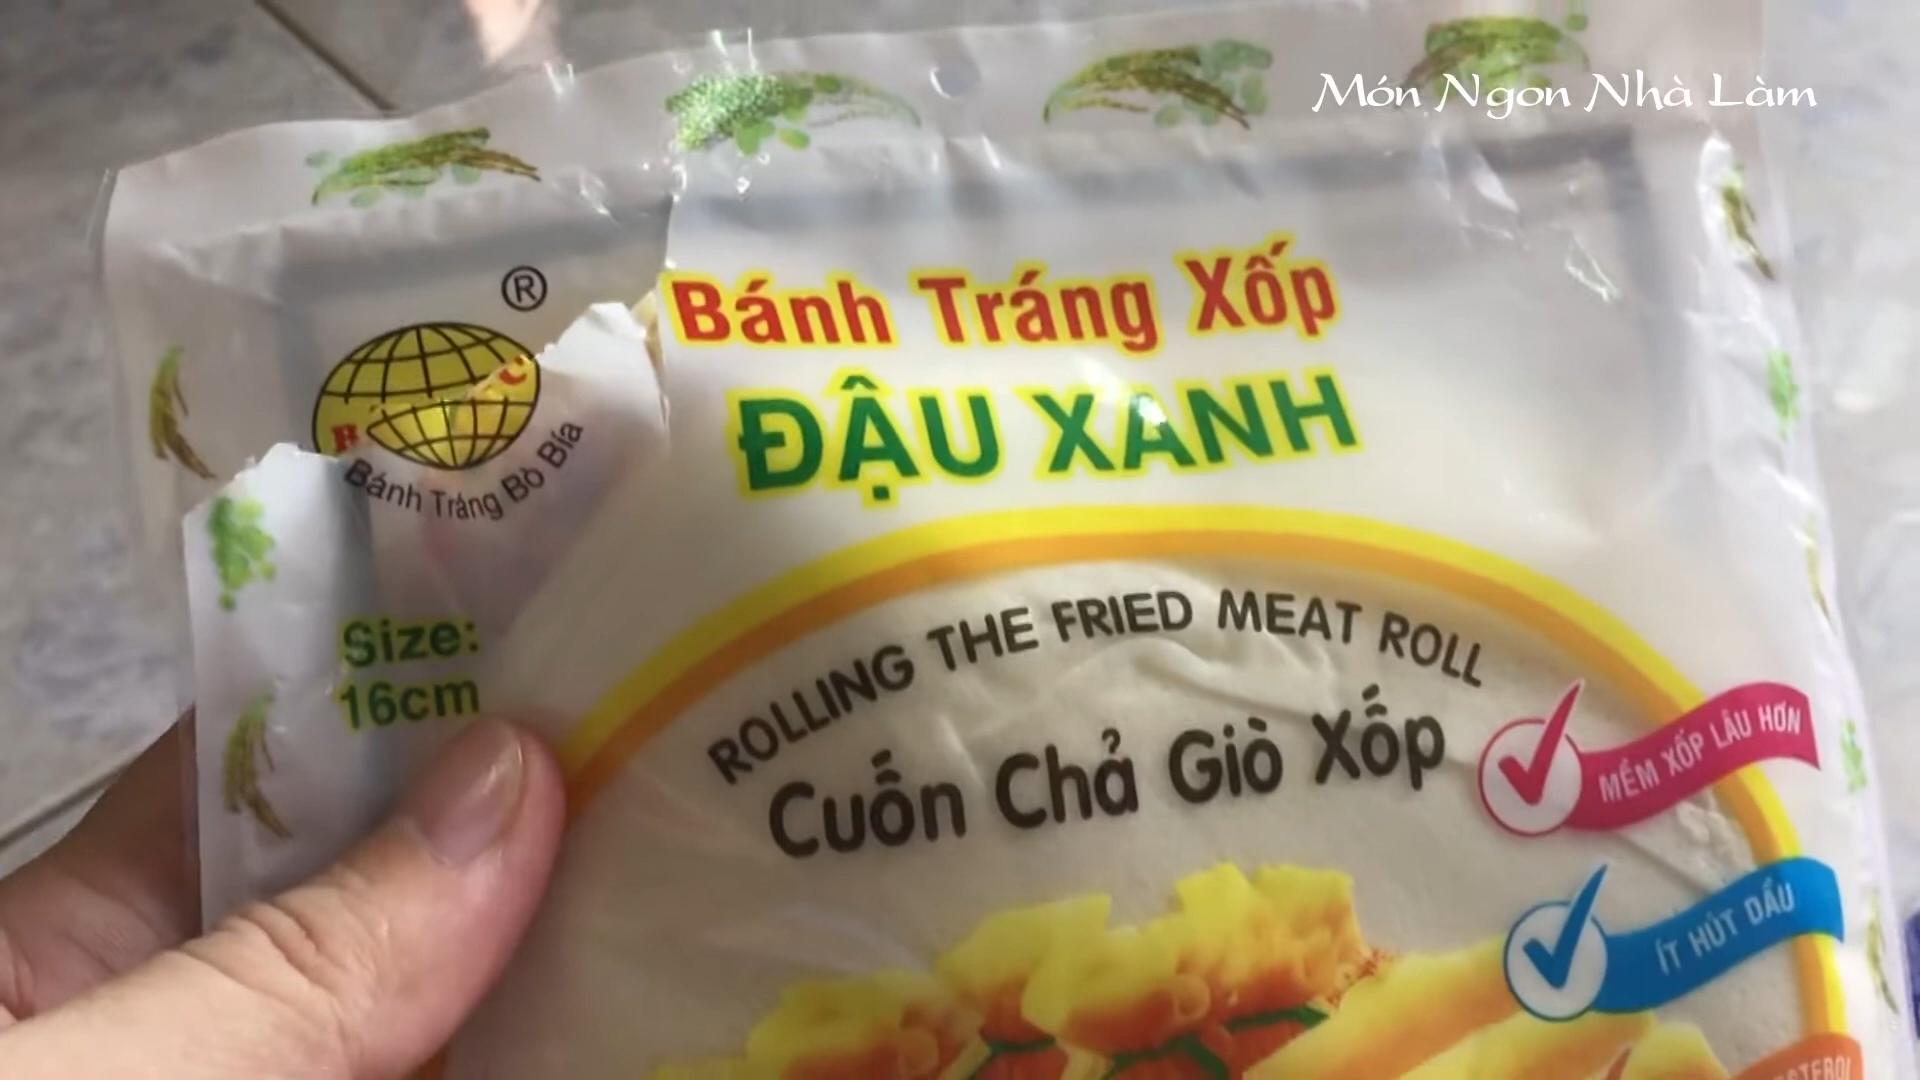 Món Ngon Nhà Làm
®
Bánh Tráng Bò Bía
Bánh Tráng Xốp
ĐẬU XANH
Size:
16cm
ROLLING THE FRIED MEAT ROLL
Cuốn Chả Giò Xốp
MỀM XỐP LÂU HƠN
ÍT HÚT DẦU